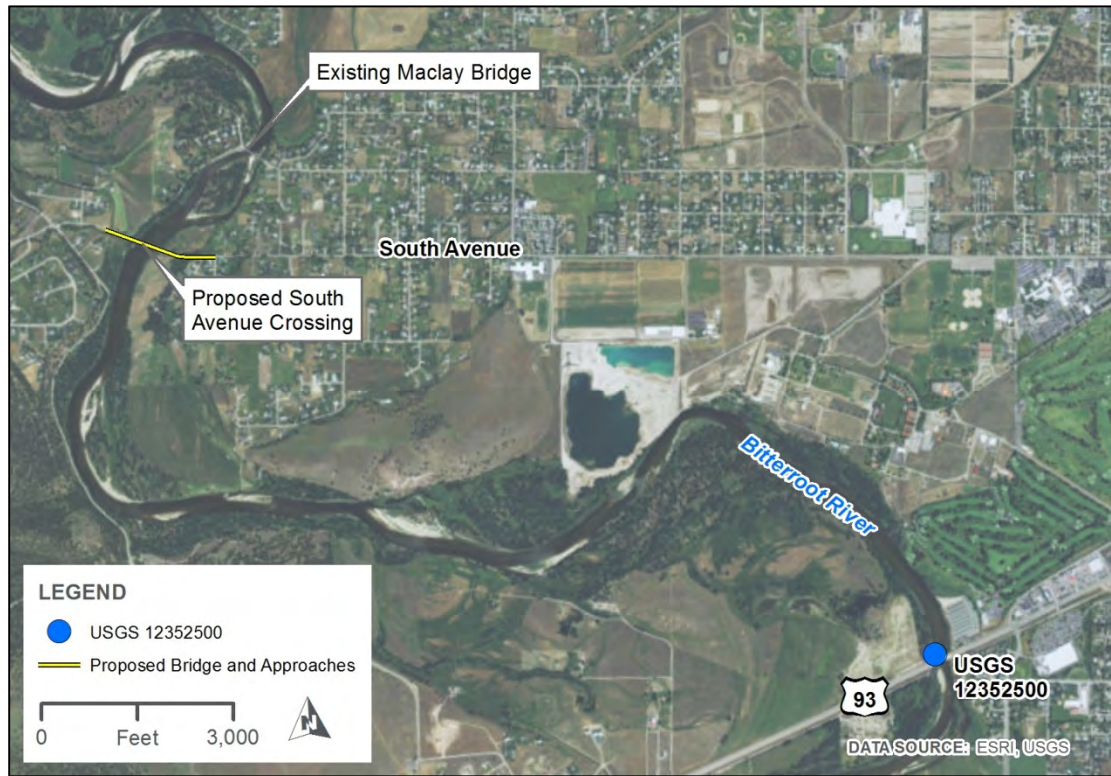 Existing Maclay Bridge
South Avenue
Proposed South
Avenue Crossing
Bitterroot River
LEGEND
USGS 12352500
Proposed Bridge and Approaches
0 Feet 3,000
N
USGS
12352500
93
DATA SOURCE: ESRI, USGS